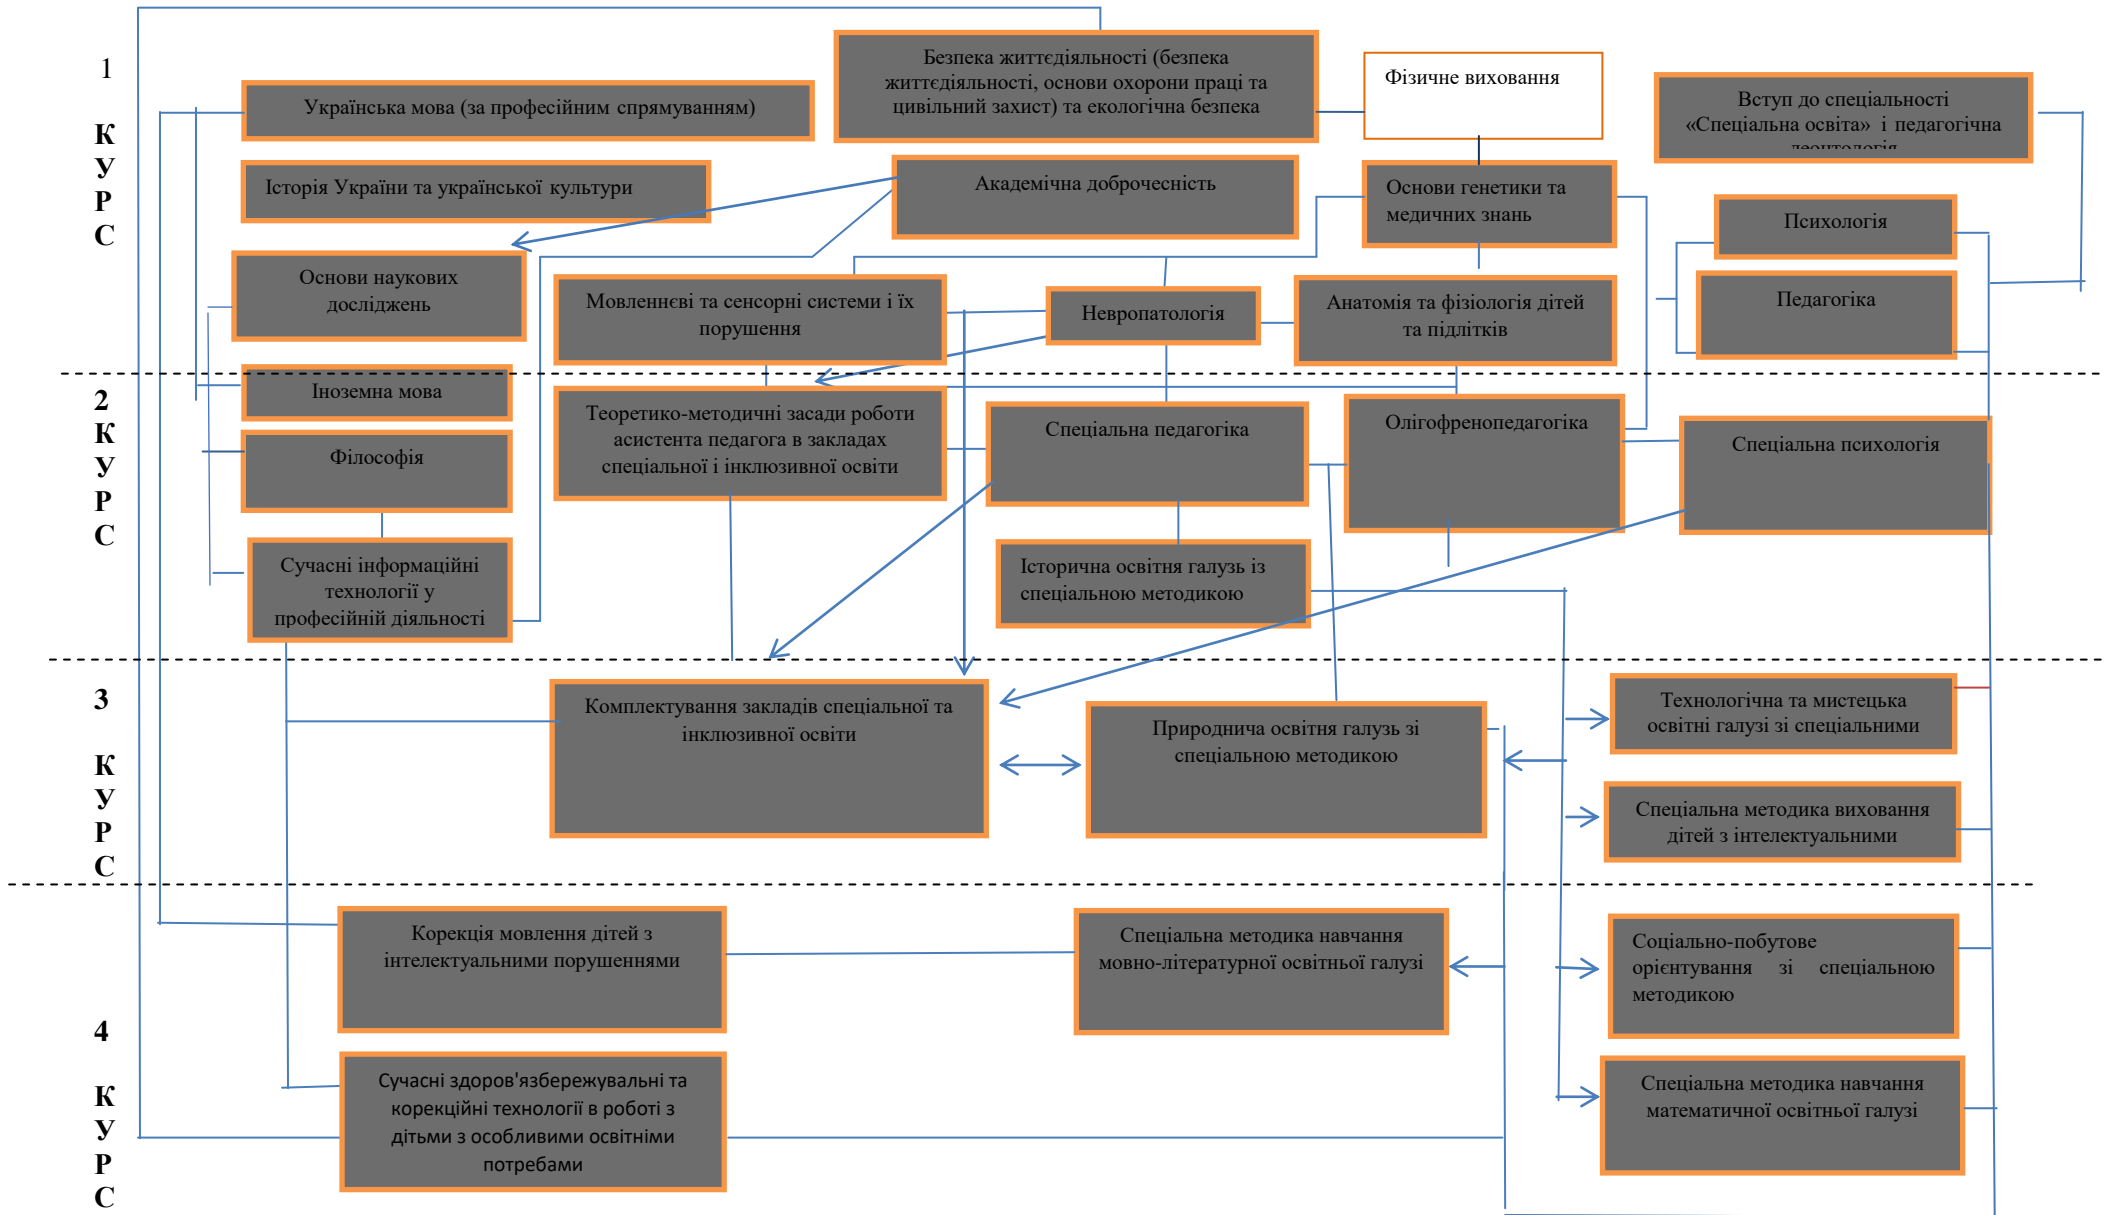 1
К
У
Р
С
Безпека життєдіяльності (безпека
життєдіяльності, основи охорони праці та
цивільний захист) та екологічна безпека
Фізичне виховання
Українська мова (за професійним спрямуванням)
Вступ до спеціальності
«Спеціальна освіта» і педагогічна
деонтологія
Історія України та української культури
Академічна доброчесність
Основи генетики та
медичних знань
Психологія
Основи наукових
досліджень
Мовленнєві та сенсорні системи і їх
порушення
Невропатологія
Анатомія та фізіологія дітей
та підлітків
Педагогіка
2
К
У
Р
С
Іноземна мова
Теоретико-методичні засади роботи
асистента педагога в закладах
спеціальної і інклюзивної освіти
Спеціальна педагогіка
Олігофренопедагогіка
Спеціальна психологія
Філософія
Сучасні інформаційні
технології у
професійній діяльності
Історична освітня галузь із
спеціальною методикою
3
К
У
Р
С
Комплектування закладів спеціальної та
інклюзивної освіти
Природнича освітня галузь зі
спеціальною методикою
Технологічна та мистецька
освітні галузі зі спеціальними
Спеціальна методика виховання
дітей з інтелектуальними
4
К
У
Р
С
Корекція мовлення дітей з
інтелектуальними порушеннями
Спеціальна методика навчання
мовно-літературної освітньої галузі
Соціально-побутове
орієнтування зі спеціальною
методикою
Сучасні здоров'язбережувальні та
корекційні технології в роботі з
дітьми з особливими освітніми
потребами
Спеціальна методика навчання
математичної освітньої галузі